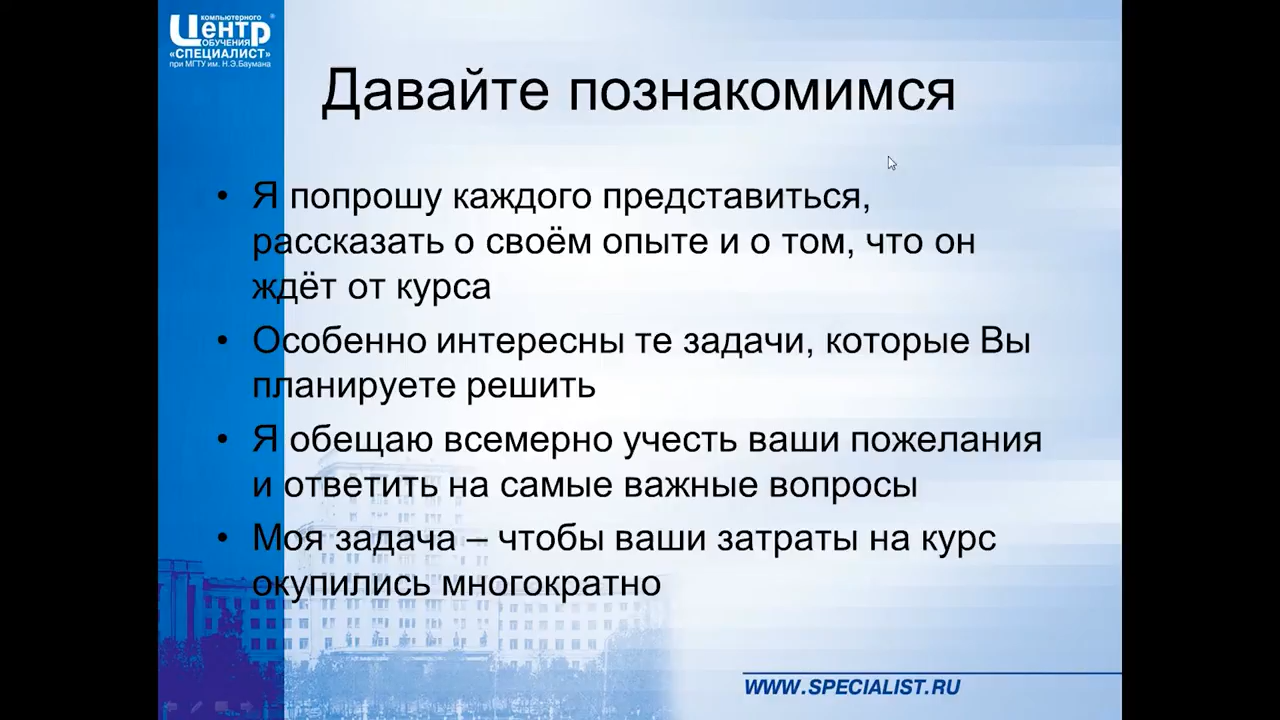 компьютерного
Центр
ОБУЧЕНИЯ
«СПЕЦИАЛИСТ»
при МГТУ им. Н.Э.Баумана
Давайте познакомимся
• Я попрошу каждого представиться,
рассказать о своём опыте и о том, что он
ждёт от курса
• Особенно интересны те задачи, которые Вы
планируете решить
• Я обещаю всемерно учесть ваши пожелания
и ответить на самые важные вопросы
• Моя задача – чтобы ваши затраты на курс
окупились многократно
WWW.SPECIALIST.RU